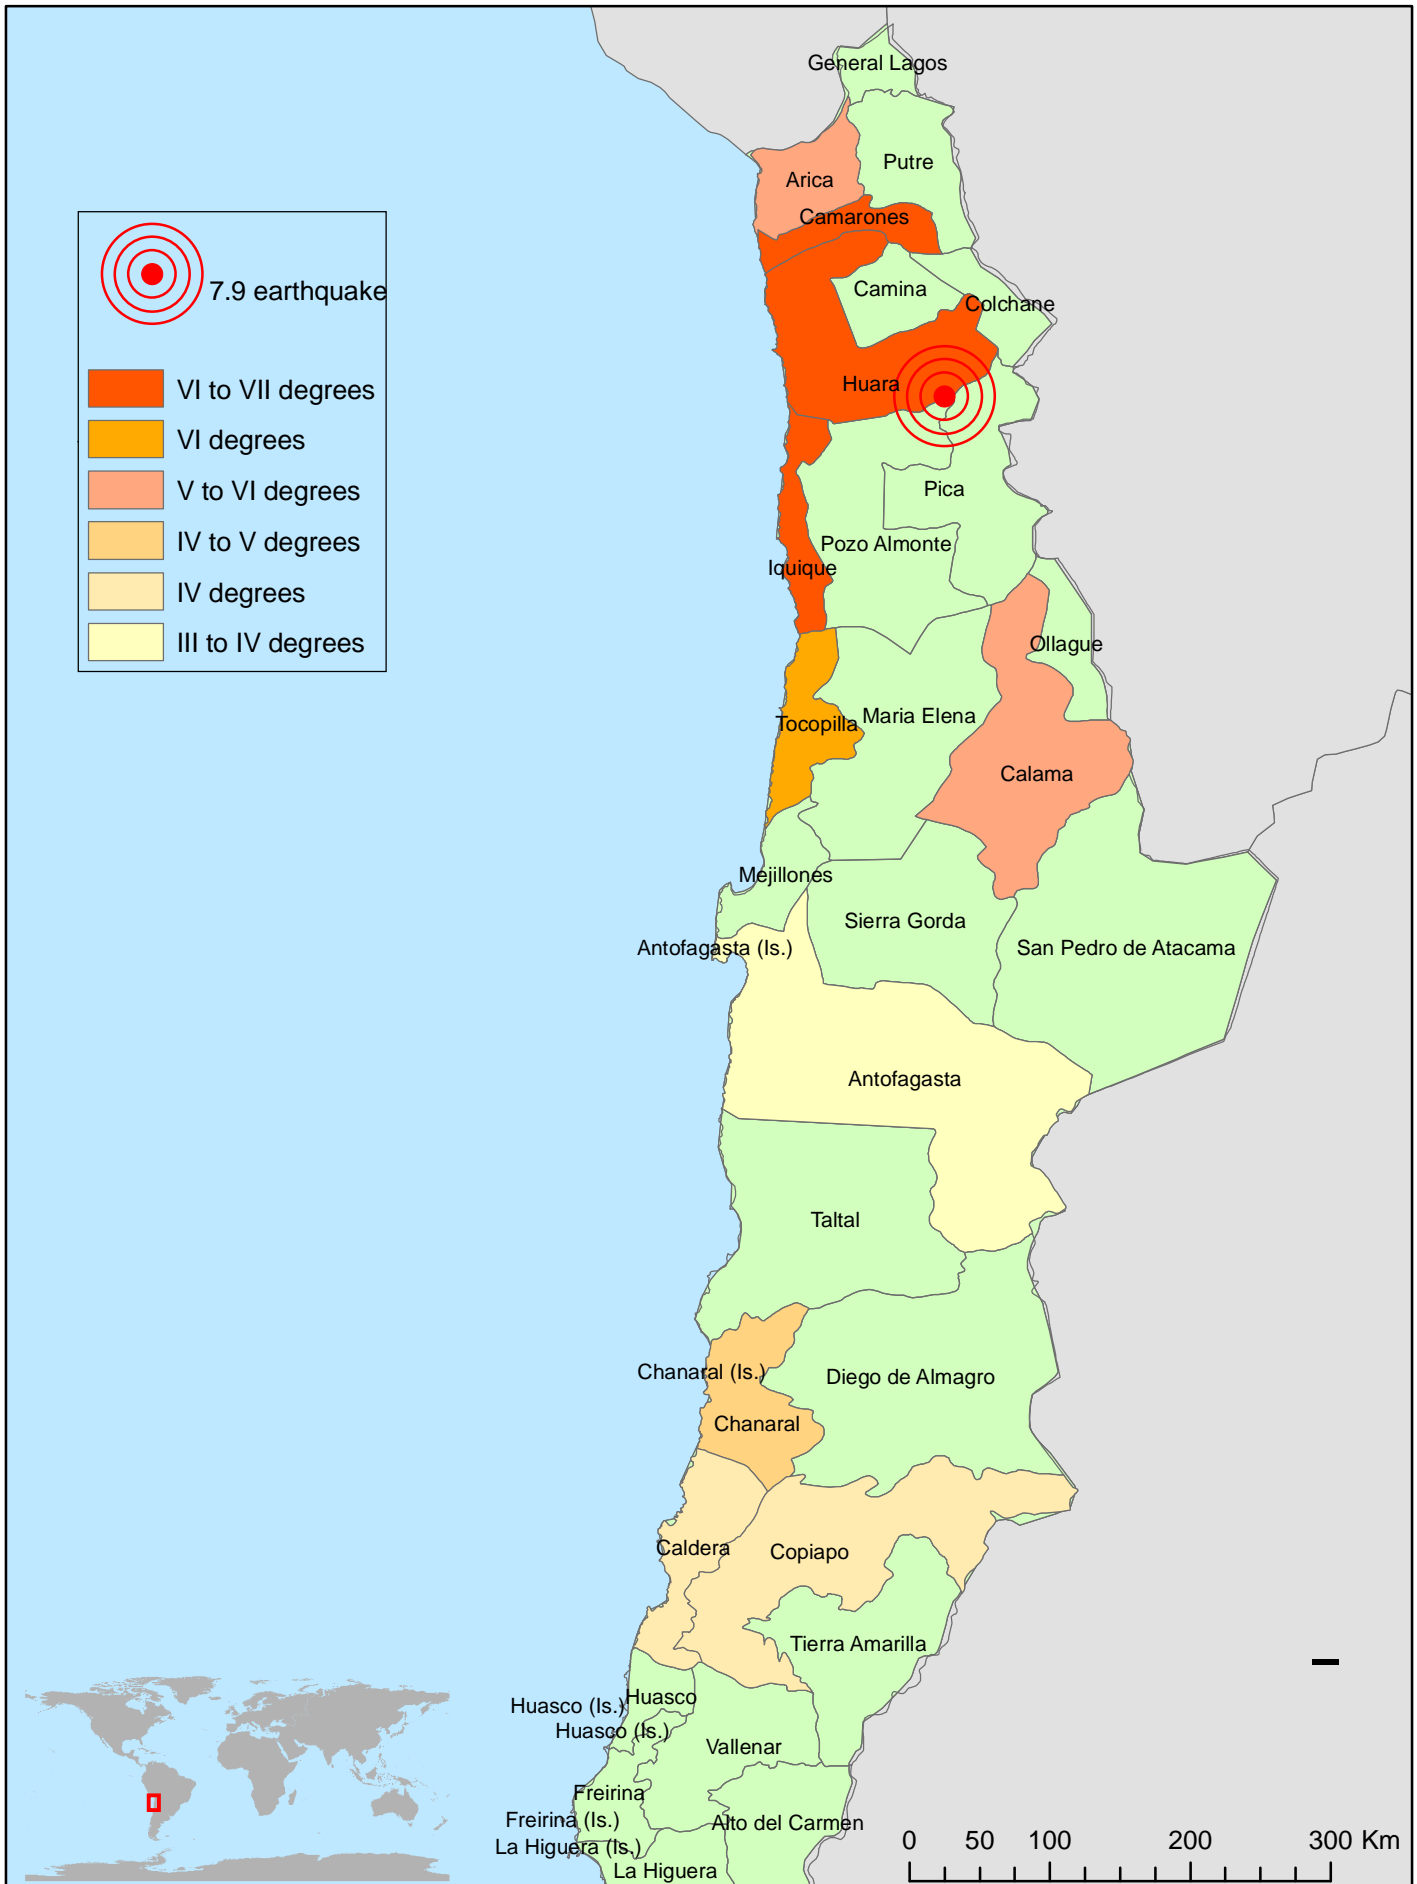 General Lagos
Putre
Arica
Camarones
7.9 earthquake
Camina
Colchane
Huara
VI to VII degrees
VI degrees
V to VI degrees
Pica
IV to V degrees
Pozo Almonte
Iquique
IV degrees
III to IV degrees
Ollague
Maria Elena
Tocopilla
Calama
Mejillones
Sierra Gorda
Antofagasta (Is.)
San Pedro de Atacama
Antofagasta
Taltal
Chanaral (Is.)
Diego de Almagro
Chanaral
Caldera
Copiapo
Tierra Amarilla
Huasco
Huasco (Is.)
Huasco (Is.)
Vallenar
Freirina
Freirina (Is.)
Alto del Carmen
La Higuera (Is.)
La Higuera
0 50 100 200 300 Km